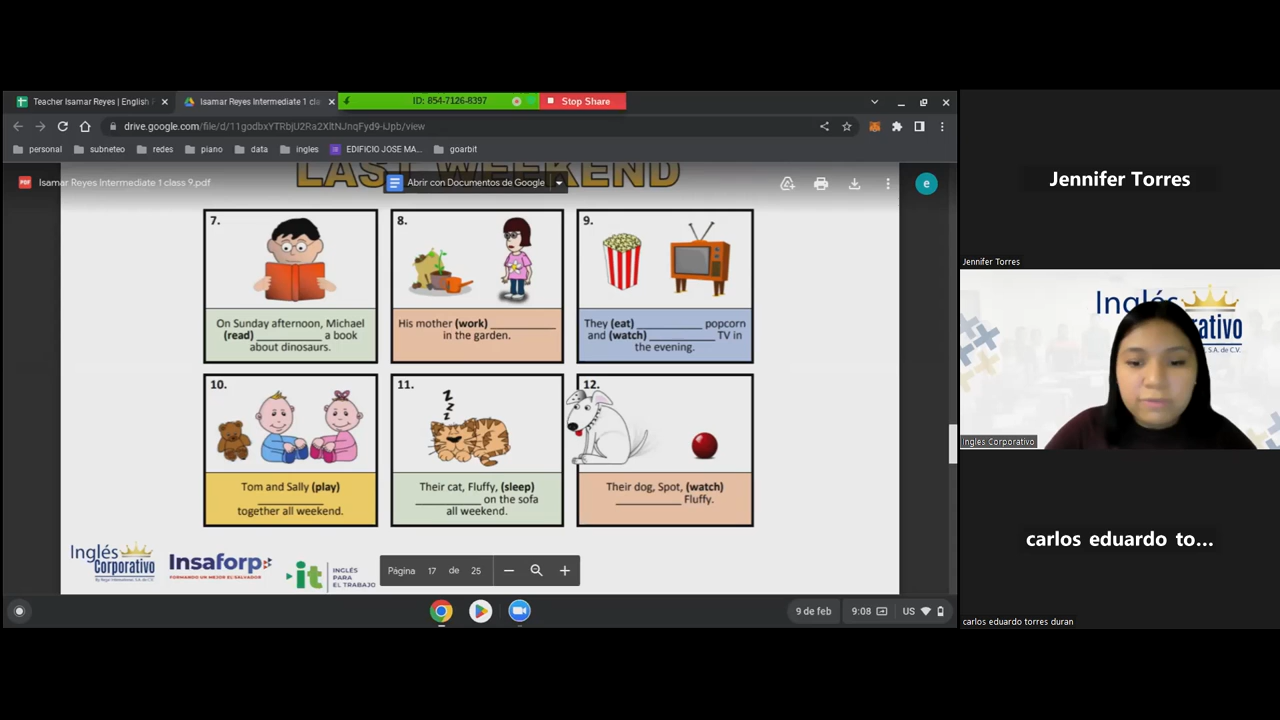 Teacher Isamar Reyes | English
Isamar Reyes Intermediate 1 cla
ID: 854-7126-8397
Stop Share
drive.google.com/file/d/11godbxYTRbjU2Ra2XltNJnqFyd9-iJpb/view
personal
subneteo
redes
piano
data
ingles
EDIFICIO JOSE MA...
goarbit
LAST WEEKEND
Isamar Reyes Intermediate 1 class 9.pdf
Abrir con Documentos de Google
e
7.
On Sunday afternoon, Michael
(read) ____________ a book
about dinosaurs.
8.
His mother (work) ____________
in the garden.
9.
They (eat) ____________ popcorn
and (watch) ____________ TV in
the evening.
10.
Tom and Sally (play)
____________
together all weekend.
11.
Their cat, Fluffy, (sleep)
____________ on the sofa
all weekend.
12.
Their dog, Spot, (watch)
____________ Fluffy.
Inglés
Corporativo
Insaforp
FORMANDO UN MEJOR EL SALVADOR
it
INGLÉS
PARA
EL TRABAJO
Página 17 de 25
9 de feb
9:08
US
Jennifer Torres
Jennifer Torres
Inglés
rativo
, S.A. de C.V.
Ingles Corporativo
carlos eduardo to...
carlos eduardo torres duran